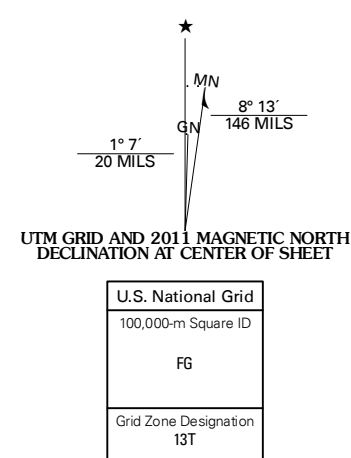 ★
MN
GN
8° 13´
146 MILS
1° 7´
20 MILS
UTM GRID AND 2011 MAGNETIC NORTH
DECLINATION AT CENTER OF SHEET
U.S. National Grid
100,000-m Square ID
FG
Grid Zone Designation
13T